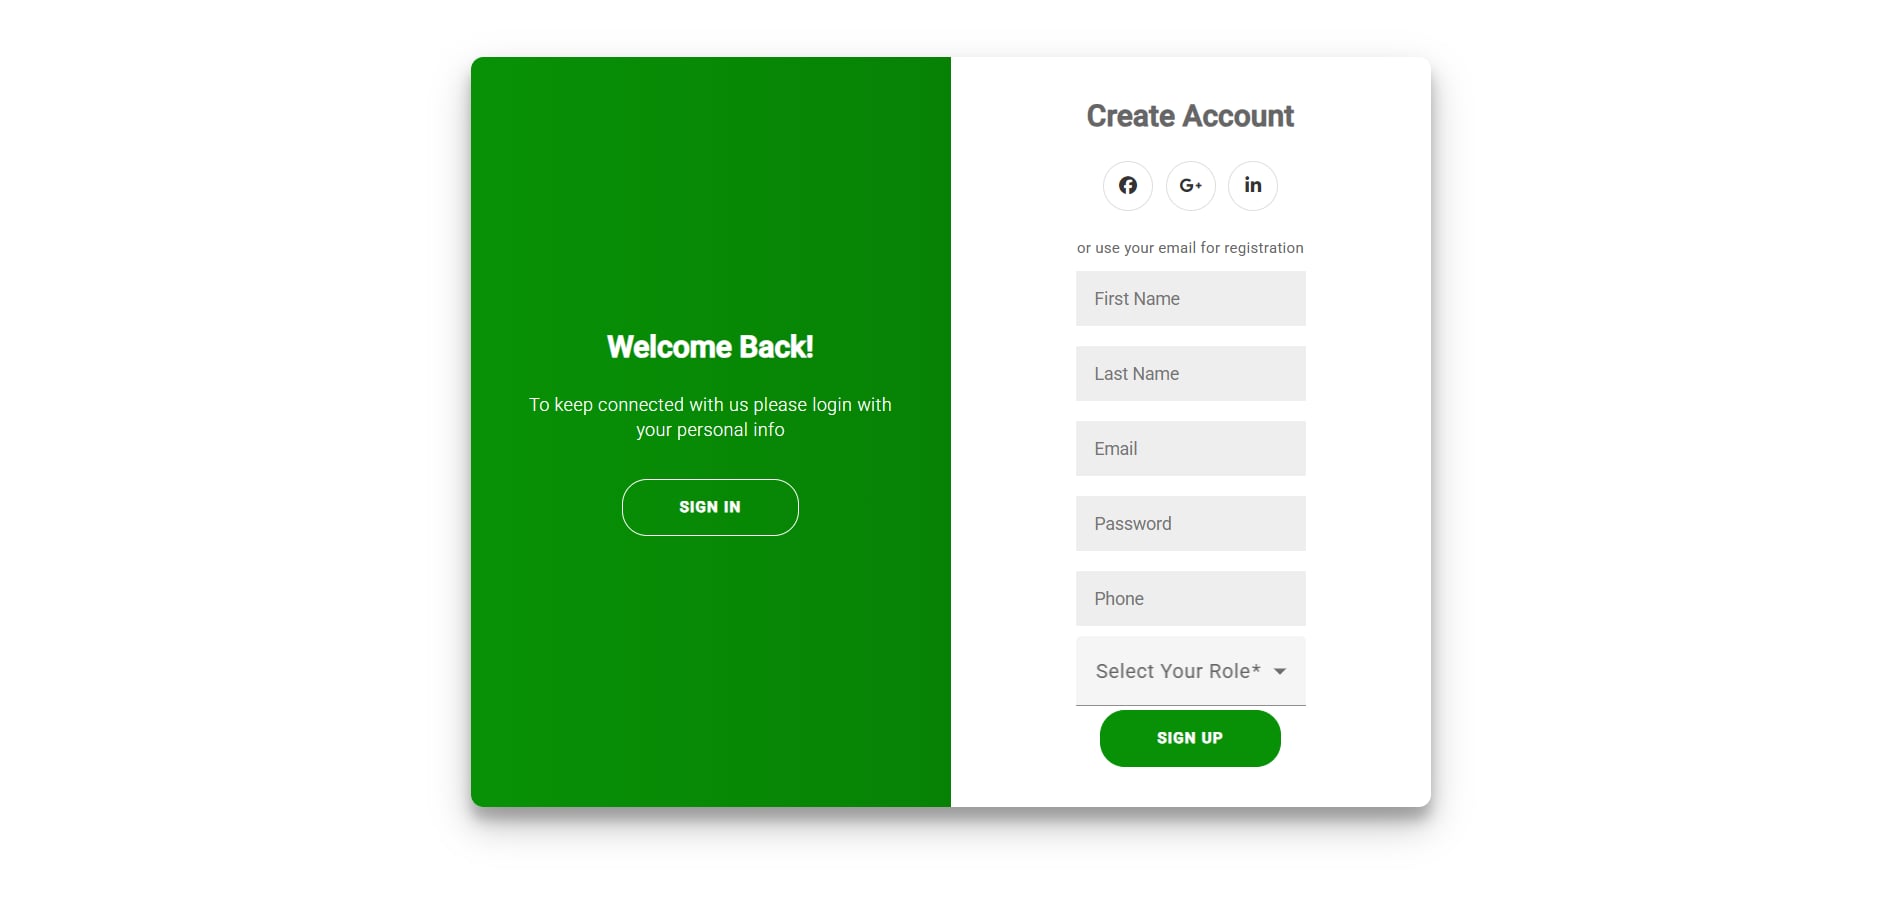 Welcome Back!
To keep connected with us please login with
your personal info
SIGN IN
Create Account
G+
in
or use your email for registration
First Name
Last Name
Email
Password
Phone
Select Your Role*
SIGN UP